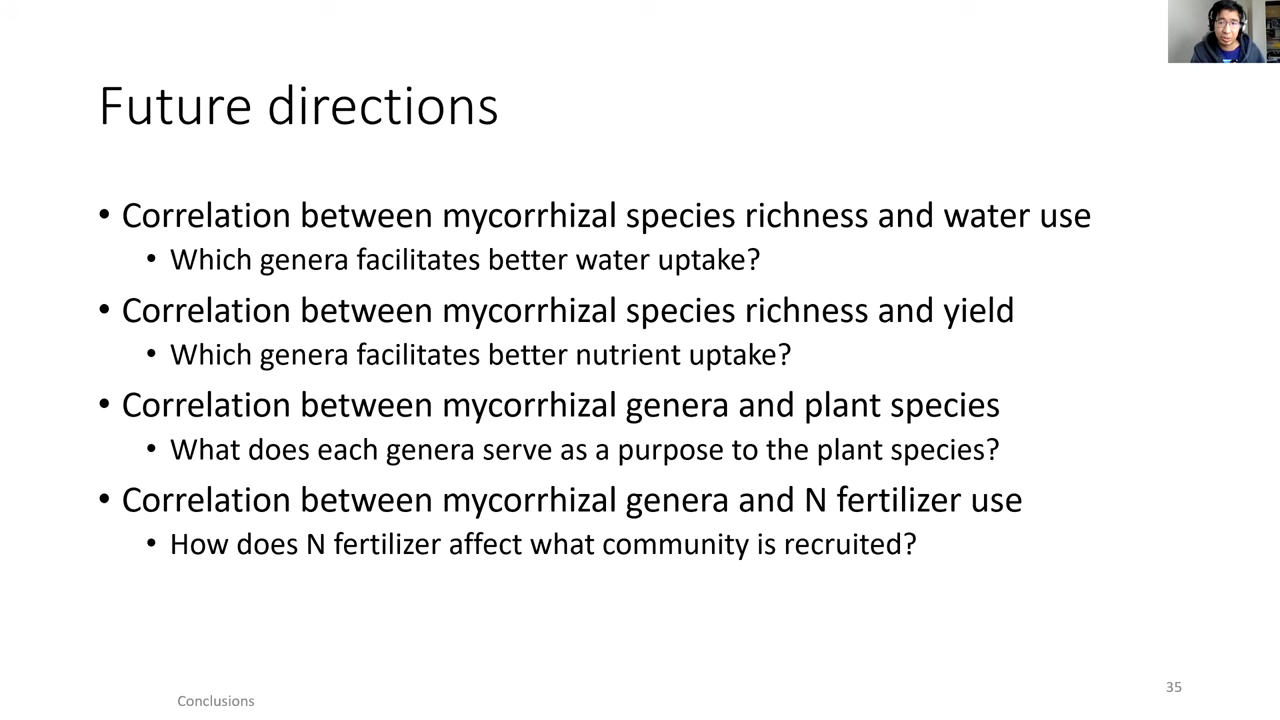 Future directions
• Correlation between mycorrhizal species richness and water use
• Which genera facilitates better water uptake?
• Correlation between mycorrhizal species richness and yield
• Which genera facilitates better nutrient uptake?
• Correlation between mycorrhizal genera and plant species
• What does each genera serve as a purpose to the plant species?
• Correlation between mycorrhizal genera and N fertilizer use
• How does N fertilizer affect what community is recruited?
35
Conclusions